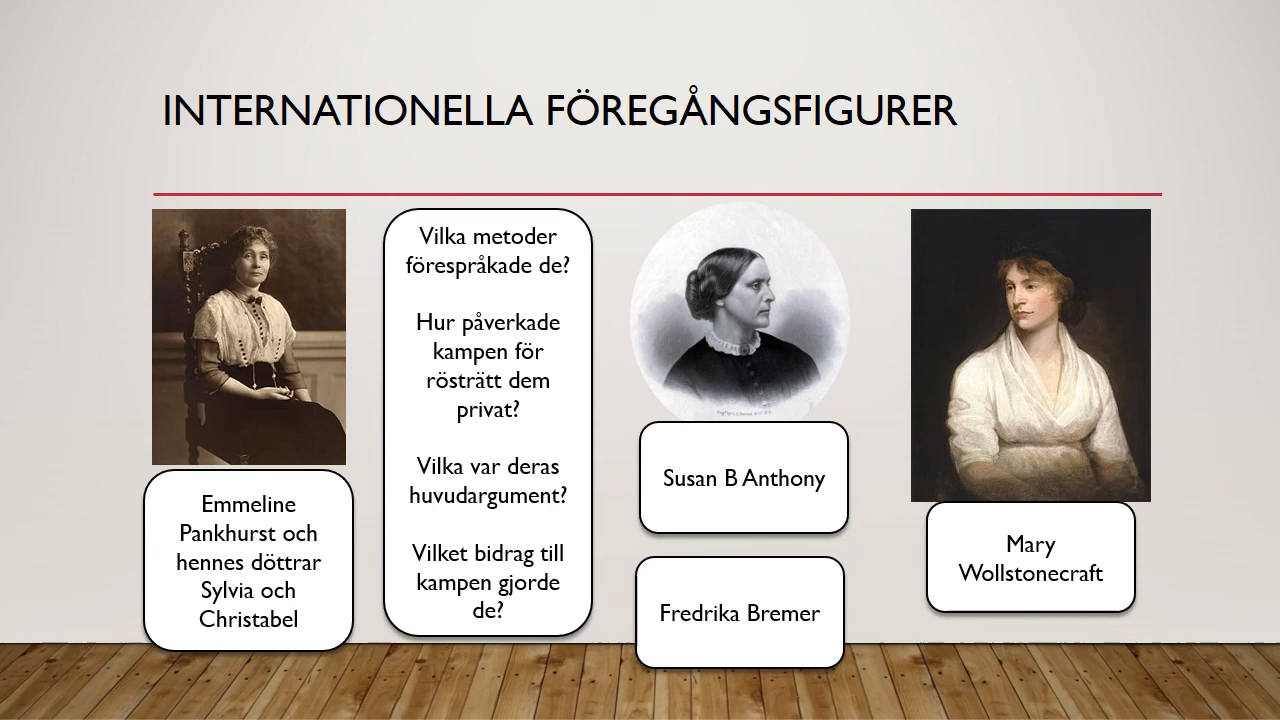 INTERNATIONELLA FÖREGÅNGSFIGURER
Emmeline
Pankhurst och
hennes döttrar
Sylvia och
Christabel
Vilka metoder
förespråkade de?
Hur påverkade
kampen för
rösträtt dem
privat?
Vilka var deras
huvudargument?
Vilket bidrag till
kampen gjorde
de?
Susan B Anthony
Fredrika Bremer
Mary
Wollstonecraft